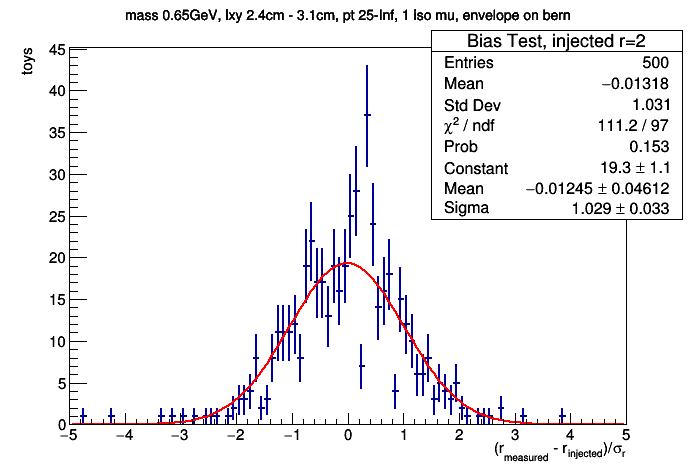 mass 0.65GeV, lxy 2.4cm - 3.1cm, pt 25-Inf, 1 Iso mu, envelope on bern
Bias Test, injected r=2
Entries 500
Mean −0.01318
Std Dev 1.031
χ² / ndf 111.2 / 97
Prob 0.153
Constant 19.3 ± 1.1
Mean −0.01245 ± 0.04612
Sigma 1.029 ± 0.033
toys
45
40
35
30
25
20
15
10
5
0
−5 −4 −3 −2 −1 0 1 2 3 4 5
(r_measured - r_injected)/σ_r